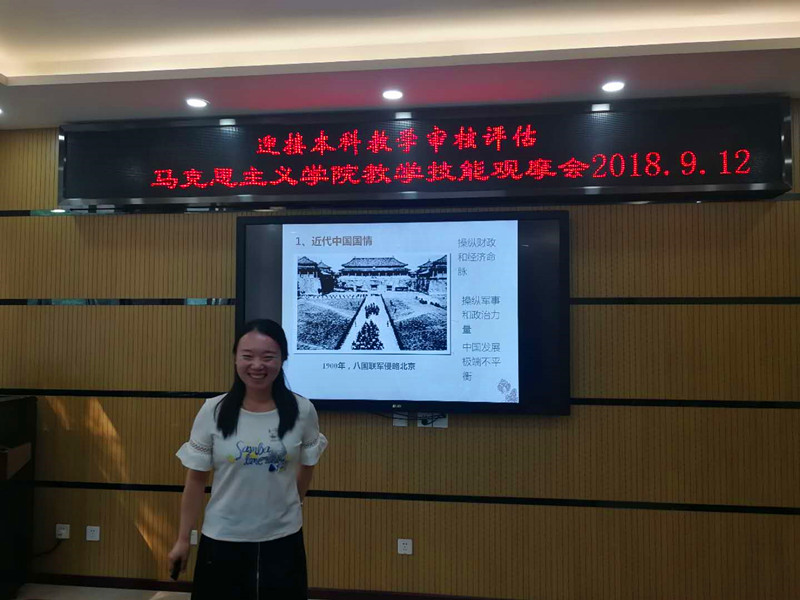 迎接本科教学审核评估
马克思主义学院教学技能观摩会2018.9.12
1、近代中国国情
操纵财政
和经济命
脉
操纵军事
和政治力
量
中国发展
极端不平
衡
1900年，八国联军侵略北京
Samba